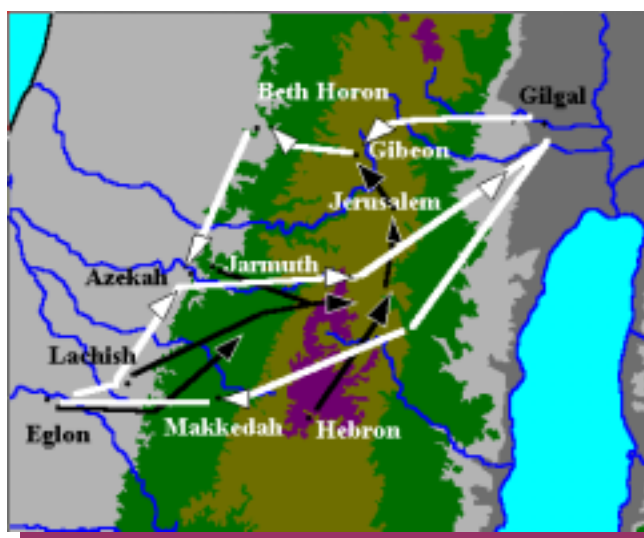 Beth Horon
Gilgal
Gibeon
Jerusalem
Azekah
Jarmuth
Lachish
Eglon
Makkedah
Hebron